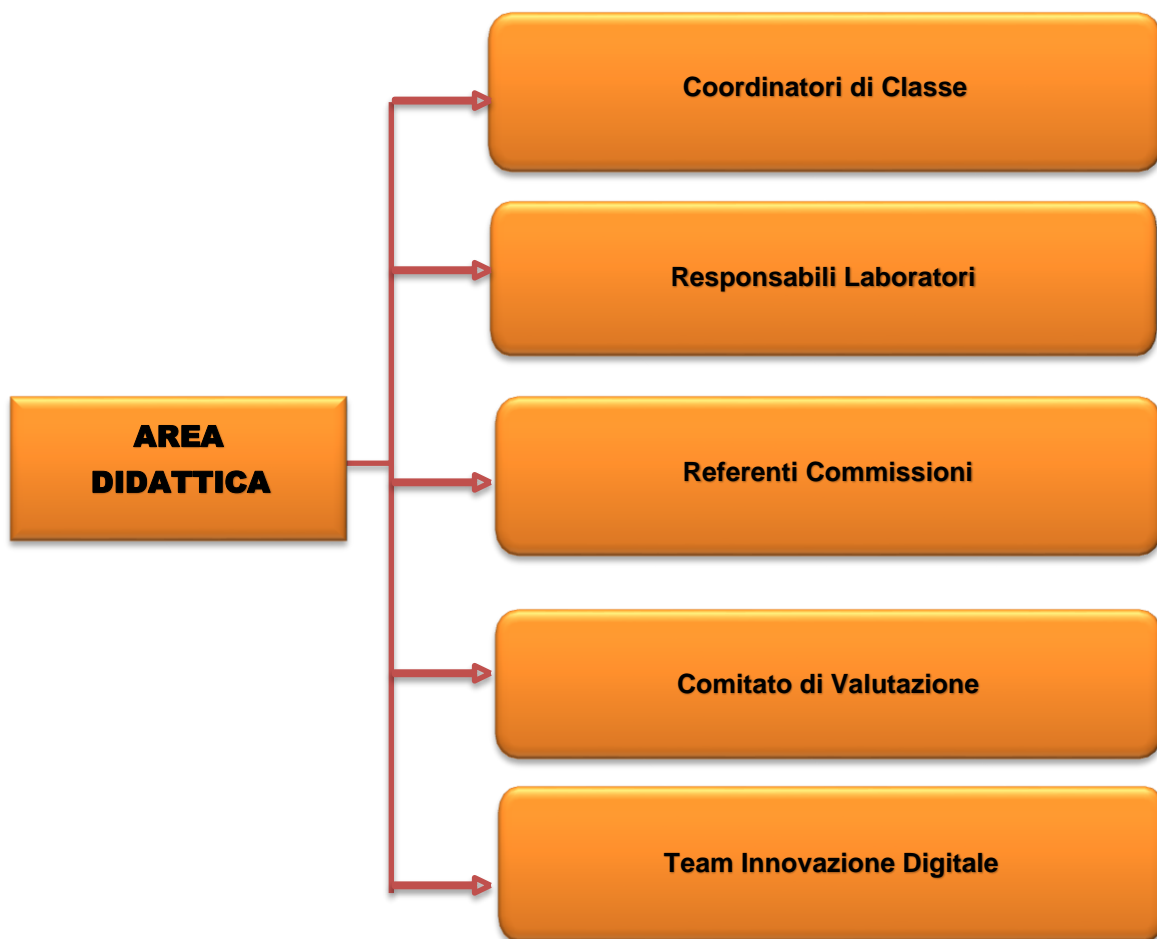 Coordinatori di Classe
Responsabili Laboratori
AREA
DIDATTICA
Referenti Commissioni
Comitato di Valutazione
Team Innovazione Digitale